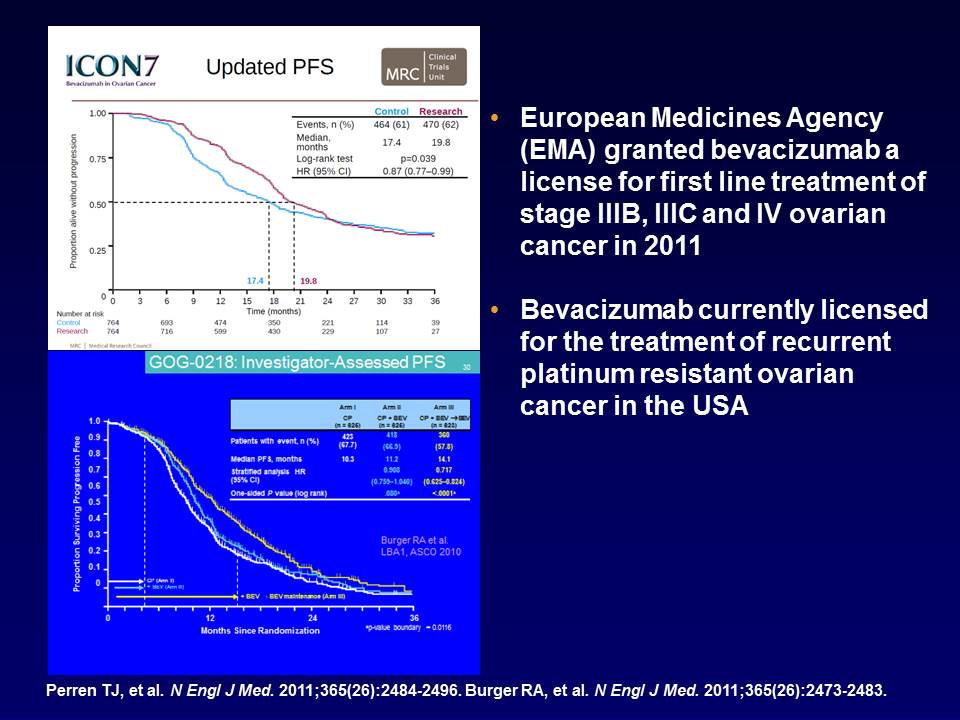 ICON7
Bevacizumab in Ovarian Cancer
Updated PFS
MRC
Clinical
Trials
Unit
Control Research
Events, n (%) 464 (61) 470 (62)
Median,
months 17.4 19.8
Log-rank test p=0.039
HR (95% CI) 0.87 (0.77–0.99)
Proportion alive without progression
1.00
0.75
0.50
0.25
0
17.4 19.8
0 3 6 9 12 15 18 21 24 27 30 33 36
Time (months)
Number at risk
Control 764 693 474 350 221 114 39
Research 764 716 599 430 229 107 27
MRC | Medical Research Council
GOG-0218: Investigator-Assessed PFS 30
Arm I Arm II Arm III
CP CP + BEV CP + BEV → BEV
(n = 625) (n = 625) (n = 623)
Patients with event, n (%) 423 418 360
(67.7) (66.9) (57.8)
Median PFS, months 10.3 11.2 14.1
Stratified analysis HR 0.908 0.717
(95% CI) (0.759–1.040) (0.625–0.824)
One-sided P value (log rank) .080ᵃ <.0001ᵃ
Proportion Surviving Progression Free
1.0
0.9
0.8
0.7
0.6
0.5
0.4
0.3
0.2
0.1
0
Burger RA et al.
LBA1, ASCO 2010
(Arm I)
+ BEV
+ BEV BEV maintenance (Arm III)
0 12 24 36
Months Since Randomization
ᵃp-value boundary = 0.0116
• European Medicines Agency
(EMA) granted bevacizumab a
license for first line treatment of
stage IIIB, IIIC and IV ovarian
cancer in 2011
• Bevacizumab currently licensed
for the treatment of recurrent
platinum resistant ovarian
cancer in the USA
Perren TJ, et al. N Engl J Med. 2011;365(26):2484-2496. Burger RA, et al. N Engl J Med. 2011;365(26):2473-2483.